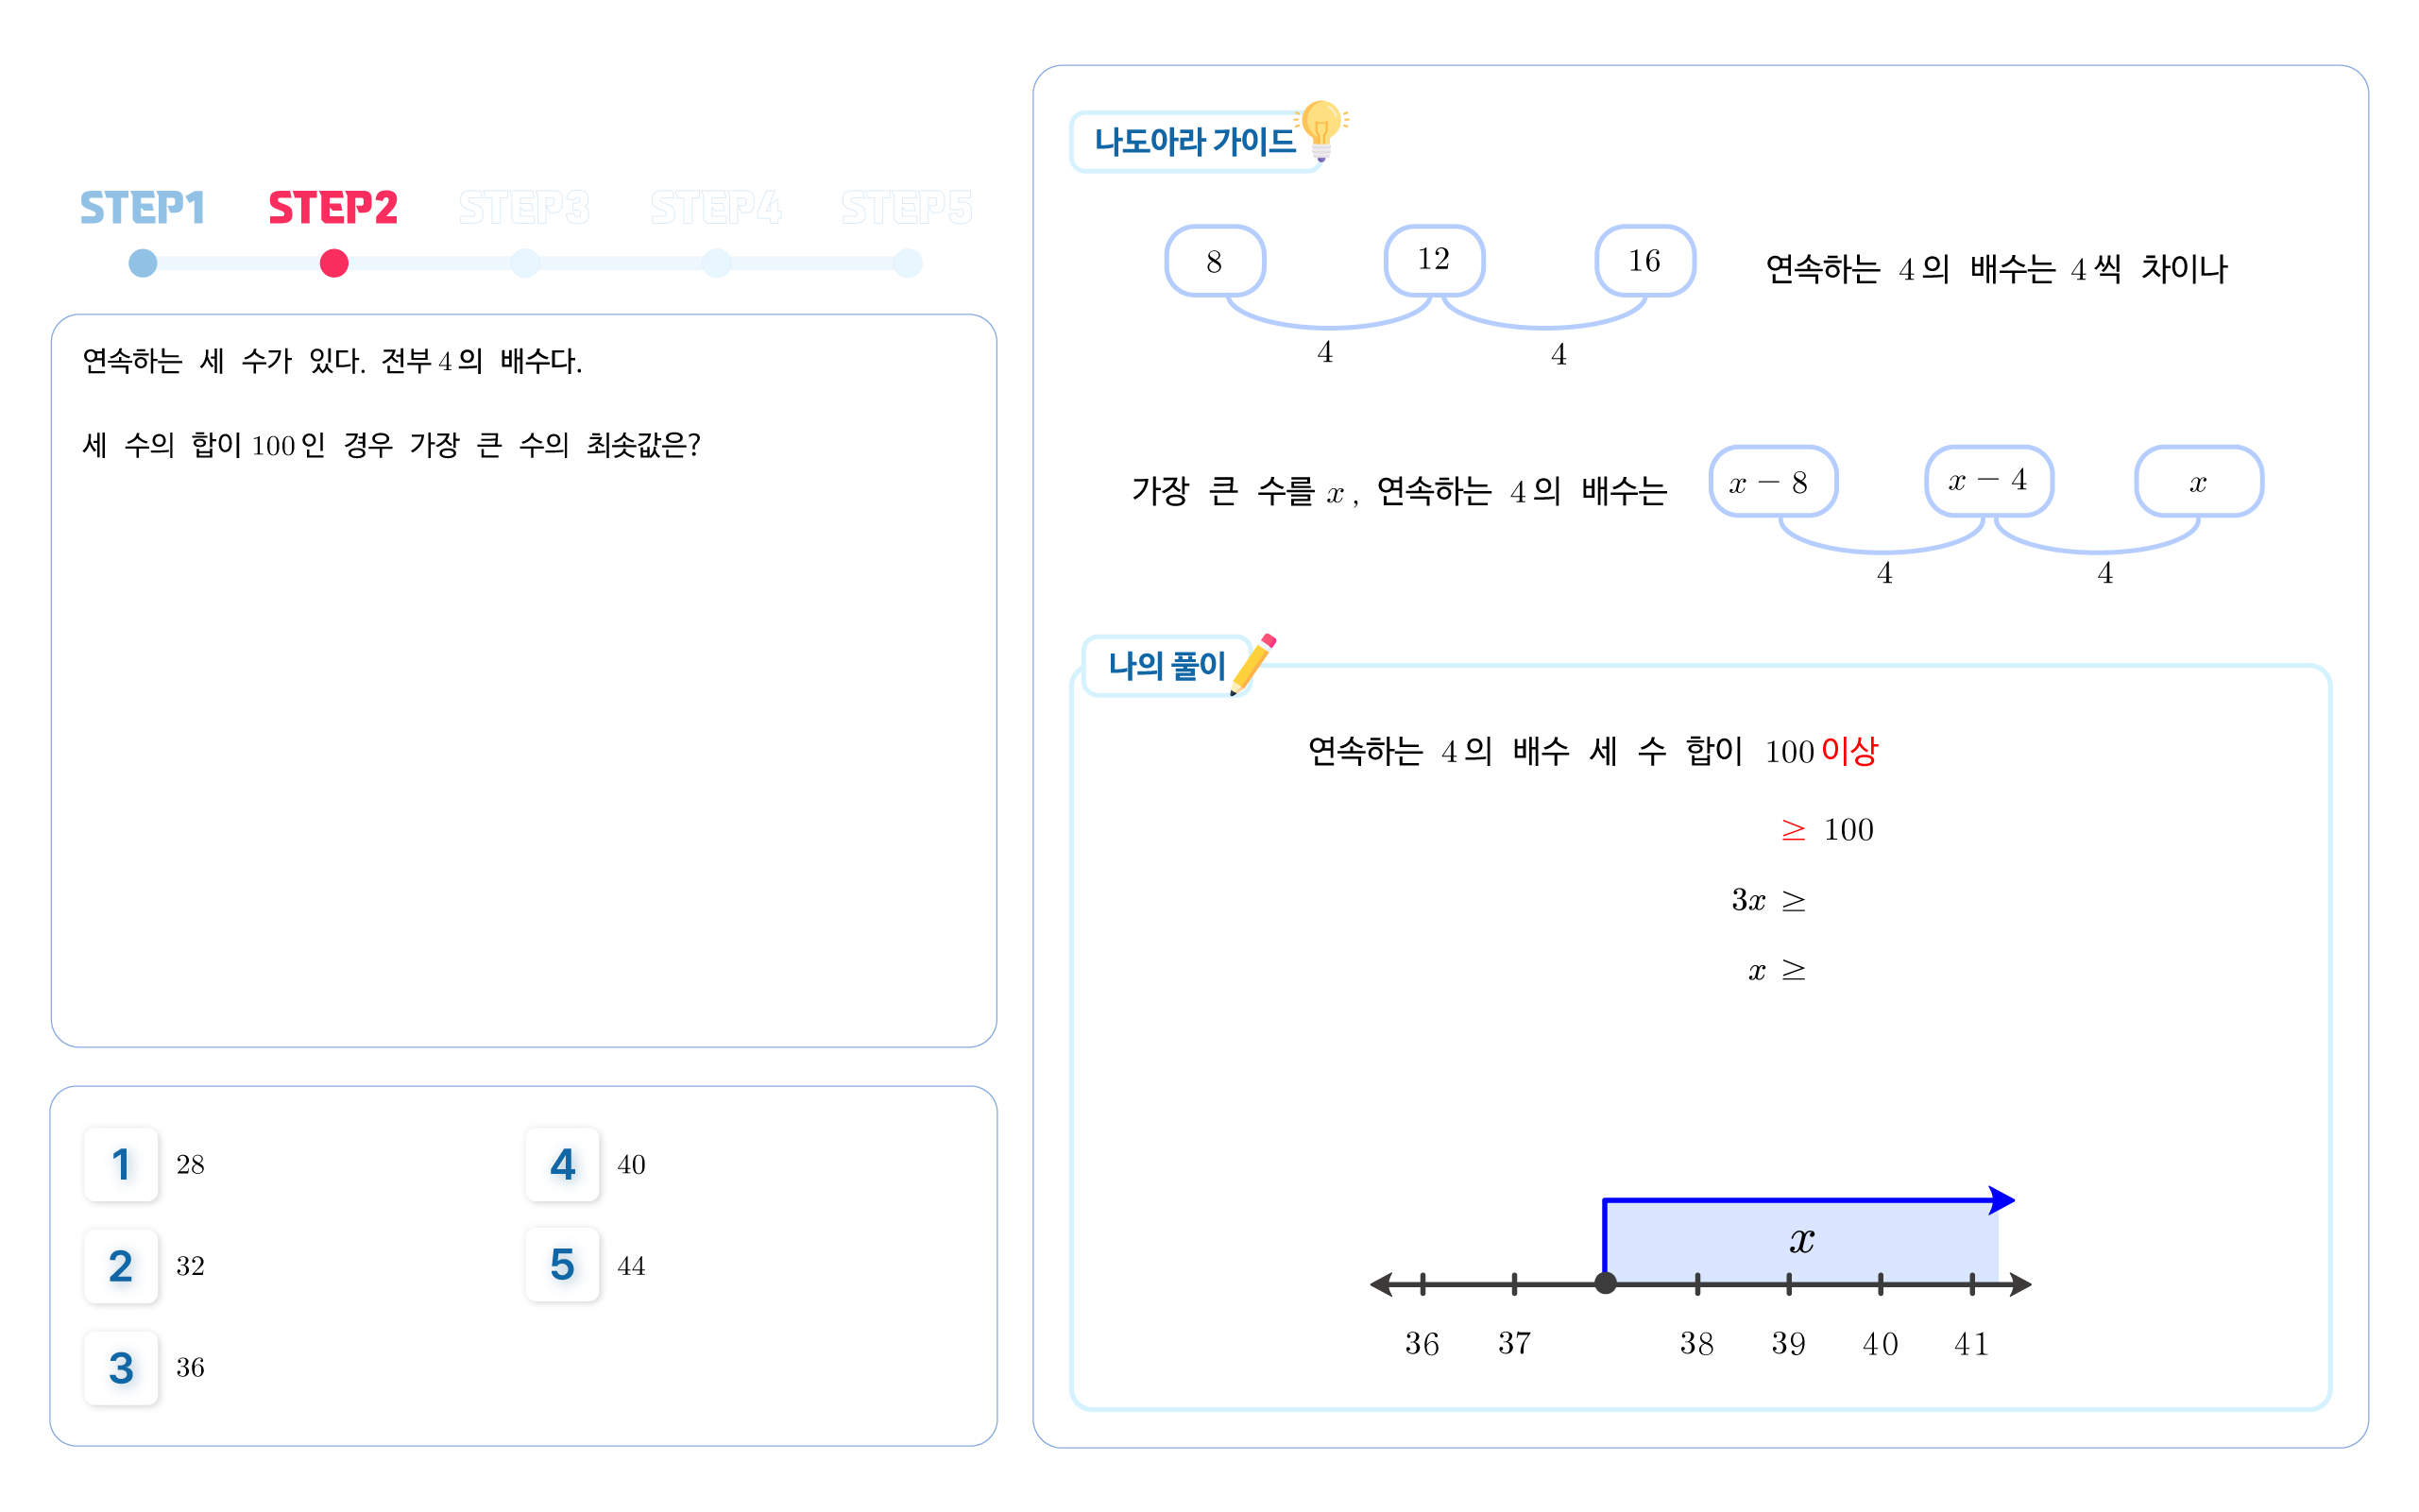 STEP1 STEP2 STEP3 STEP4 STEP5
연속하는 세 수가 있다. 전부 4의 배수다.
세 수의 합이 100인 경우 가장 큰 수의 최솟값은?
1 28
2 32
3 36
4 40
5 44
나도아라 가이드
8 12 16 연속하는 4의 배수는 4씩 차이나
4 4
가장 큰 수를 x, 연속하는 4의 배수는 x − 8 x − 4 x
4 4
나의 풀이
연속하는 4의 배수 세 수 합이 100이상
≥ 100
3x ≥
x ≥
x
36 37 38 39 40 41